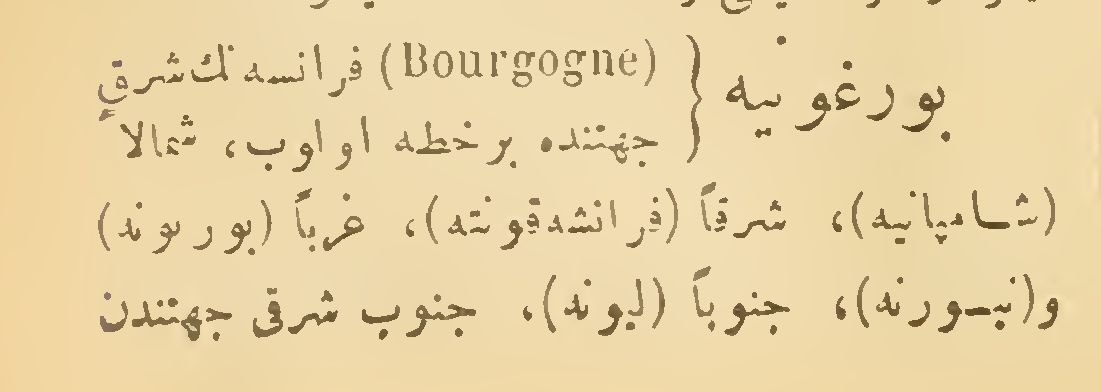 بورغونيه { (Bourgogne) فرانسه نك شرقی
جهتنده بر خطه اولوب، شمالاً
(شامپانيه)، شرقاً (فرانشه قونته)، غرباً (بوربونه)
و(نيورنه)، جنوباً (ليونه)، جنوب شرقی جهتندن